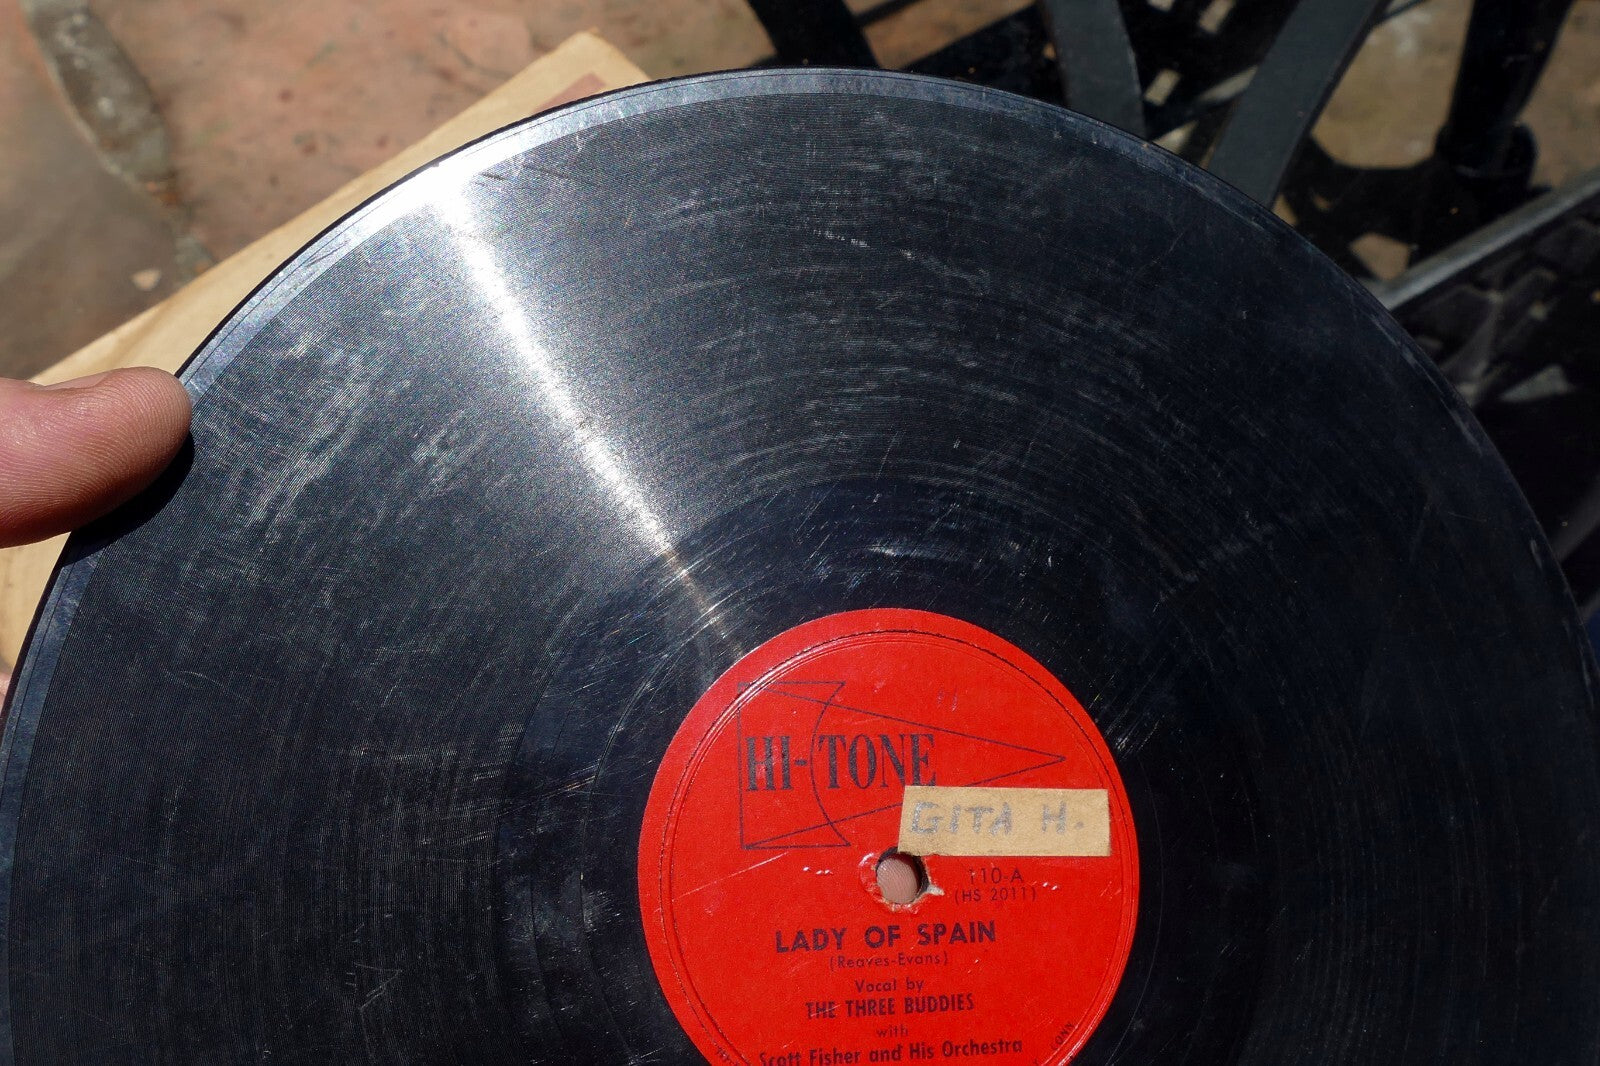 HI-TONE
GITA H.
110-A
(HS 2011)
LADY OF SPAIN
(Reaves-Evans)
Vocal by
THE THREE BUDDIES
with
Scott Fisher and His Orchestra
CONN